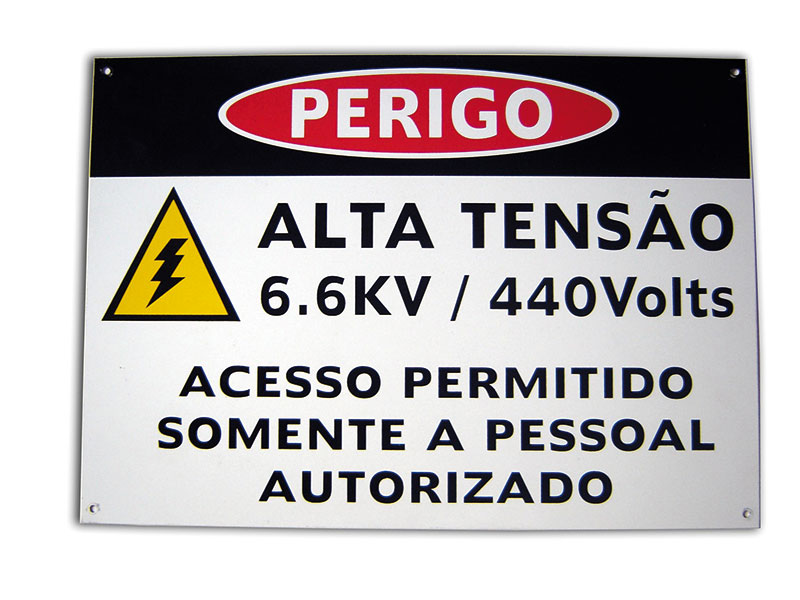 PERIGO
ALTA TENSÃO
6.6KV / 440Volts
ACESSO PERMITIDO
SOMENTE A PESSOAL
AUTORIZADO